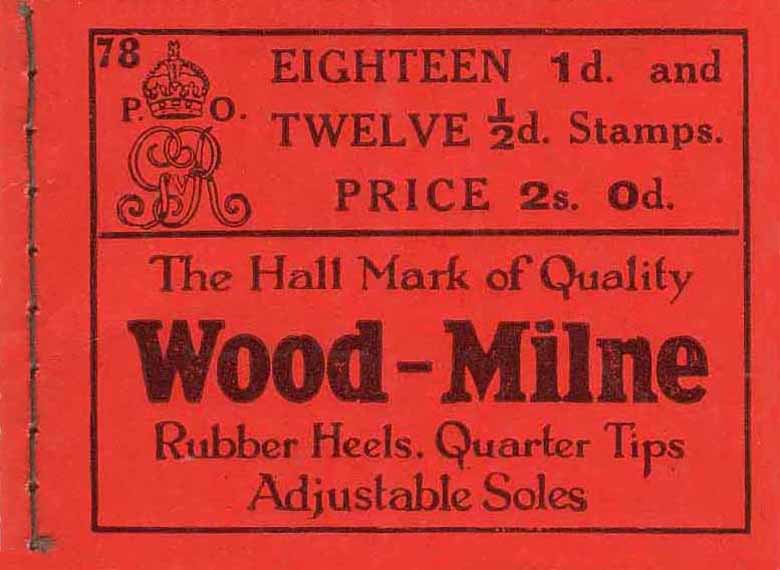 78
P. O.
GVR
EIGHTEEN 1d. and
TWELVE ½d. Stamps.
PRICE 2s. 0d.
The Hall Mark of Quality
Wood-Milne
Rubber Heels. Quarter Tips
Adjustable Soles